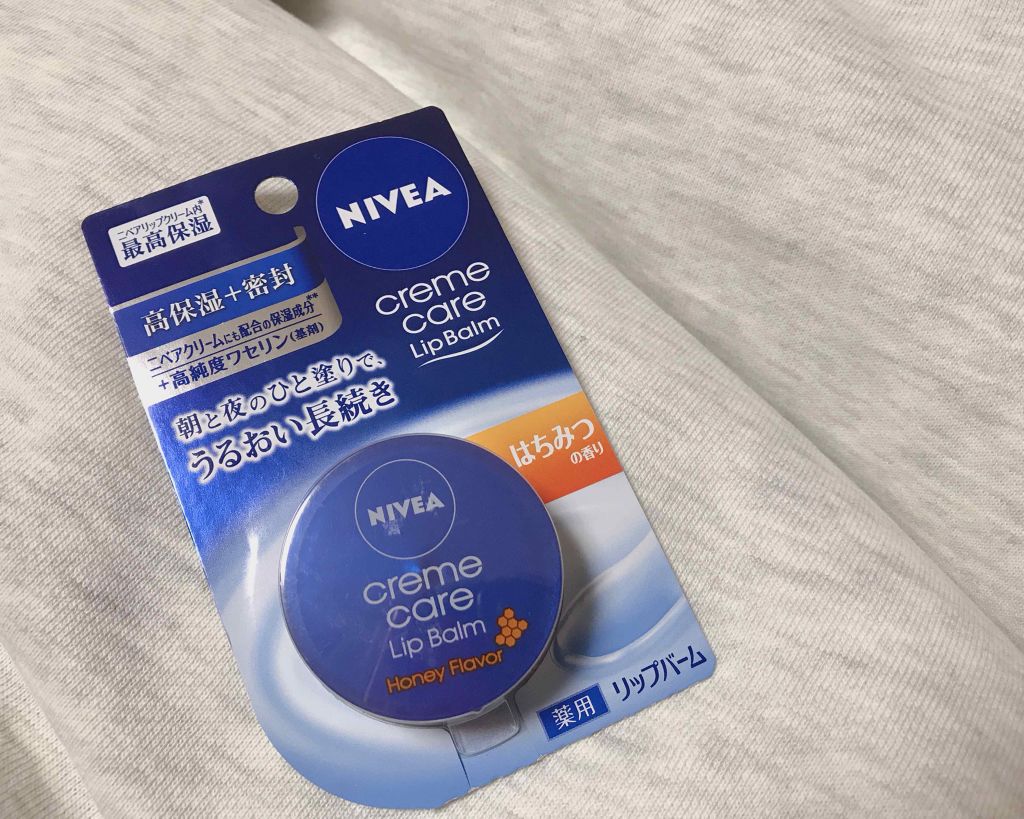 ニベアリップクリーム内*
最高保湿
NIVEA
高保湿+密封
ニベアクリームにも配合の保湿成分**
+高純度ワセリン(基剤)
creme
care
Lip Balm
朝と夜のひと塗りで、
うるおい長続き
はちみつ
の香り
NIVEA
creme
care
Lip Balm
Honey Flavor
薬用 リップバーム